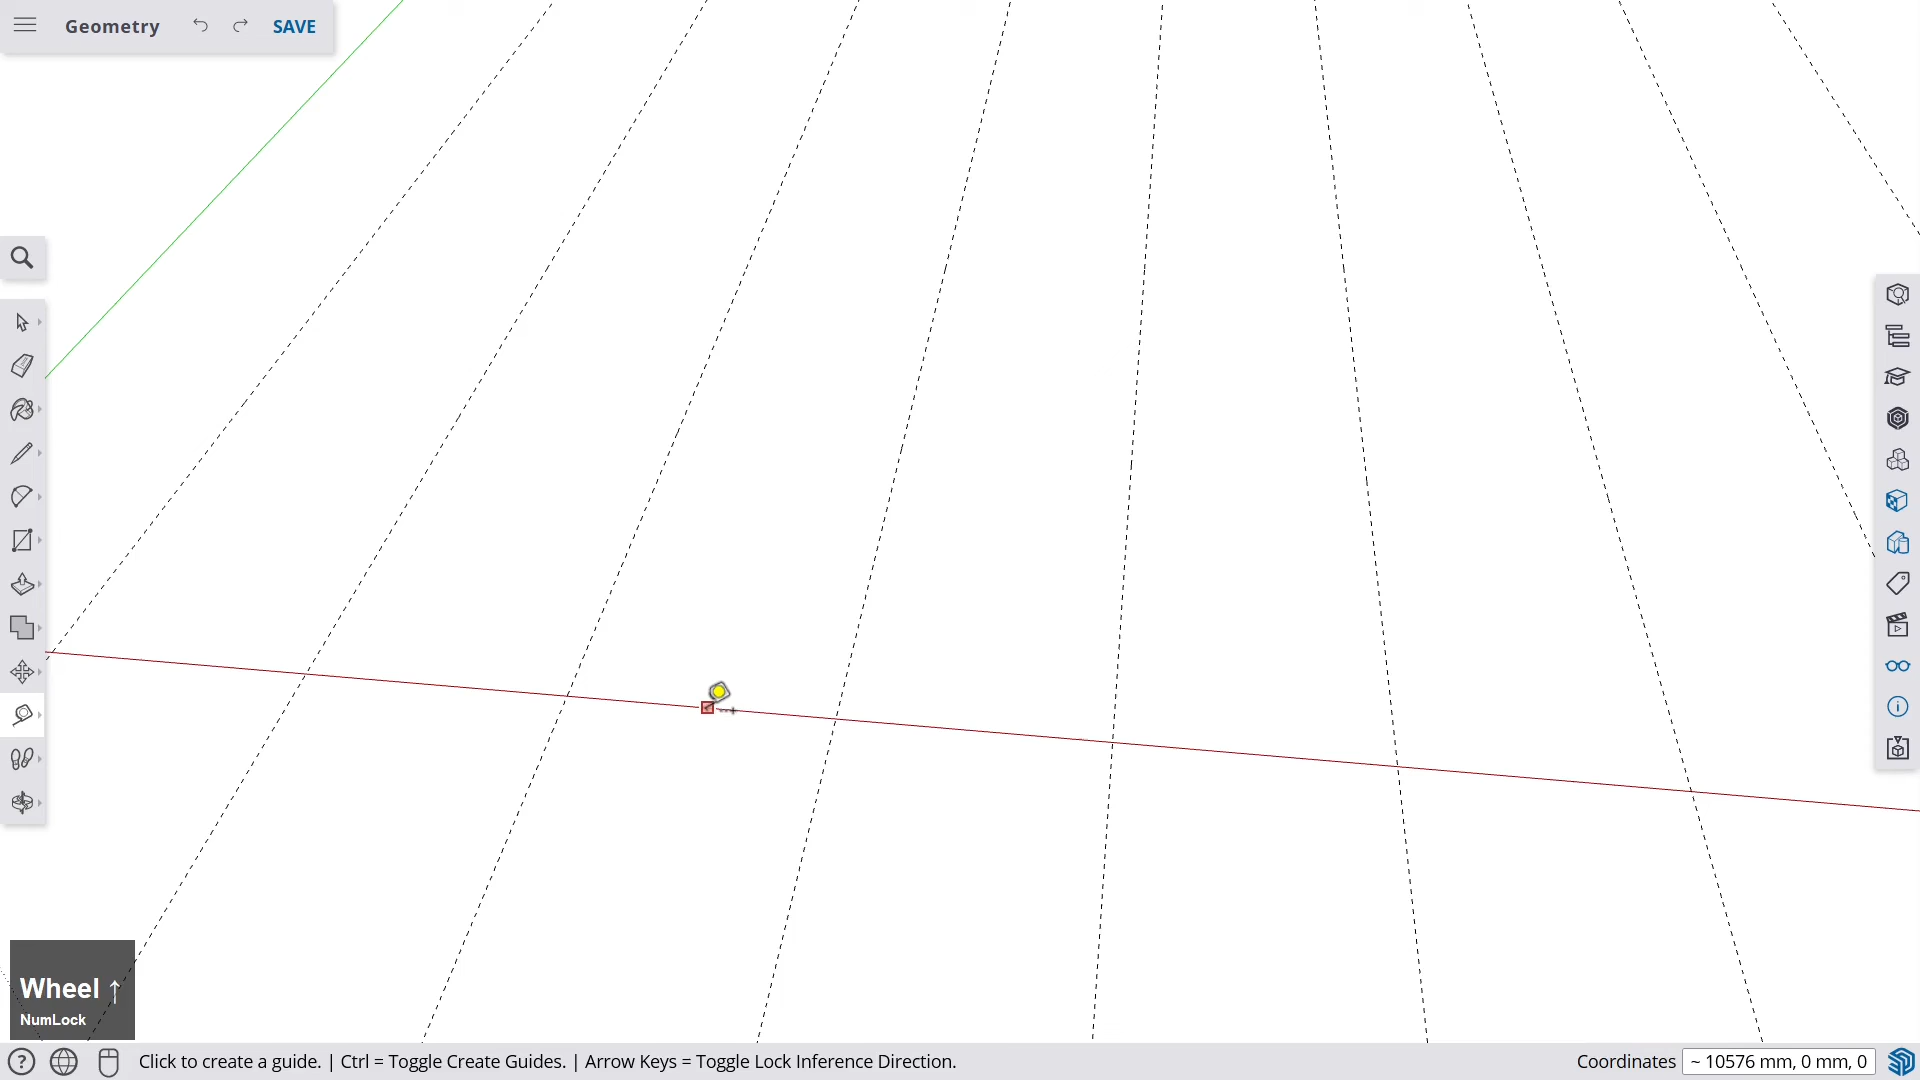 Geometry
SAVE
Wheel ↑
NumLock
Click to create a guide. | Ctrl = Toggle Create Guides. | Arrow Keys = Toggle Lock Inference Direction.
Coordinates ~ 10576 mm, 0 mm, 0